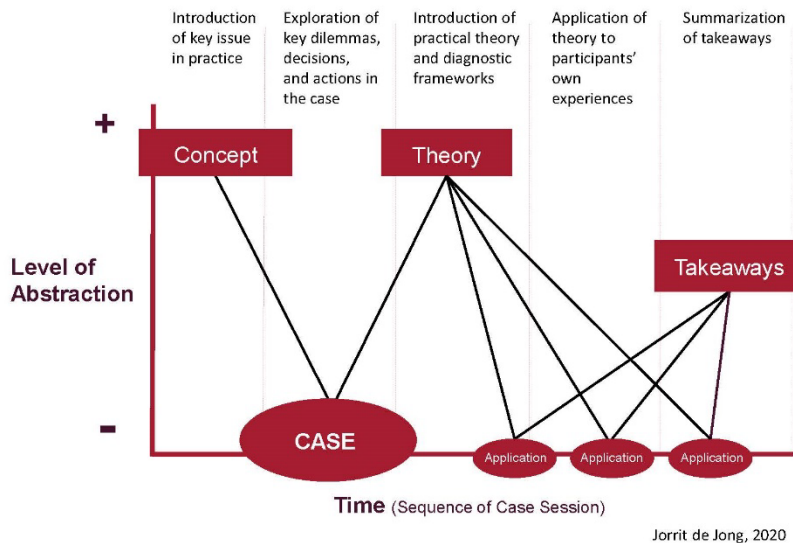 Introduction
of key issue
in practice
Exploration of
key dilemmas,
decisions,
and actions in
the case
Introduction of
practical theory
and diagnostic
frameworks
Application of
theory to
participants'
own
experiences
Summarization
of takeaways
+
Concept
Theory
Level of
Abstraction
Takeaways
-
CASE
Application
Application
Application
Time (Sequence of Case Session)
Jorrit de Jong, 2020